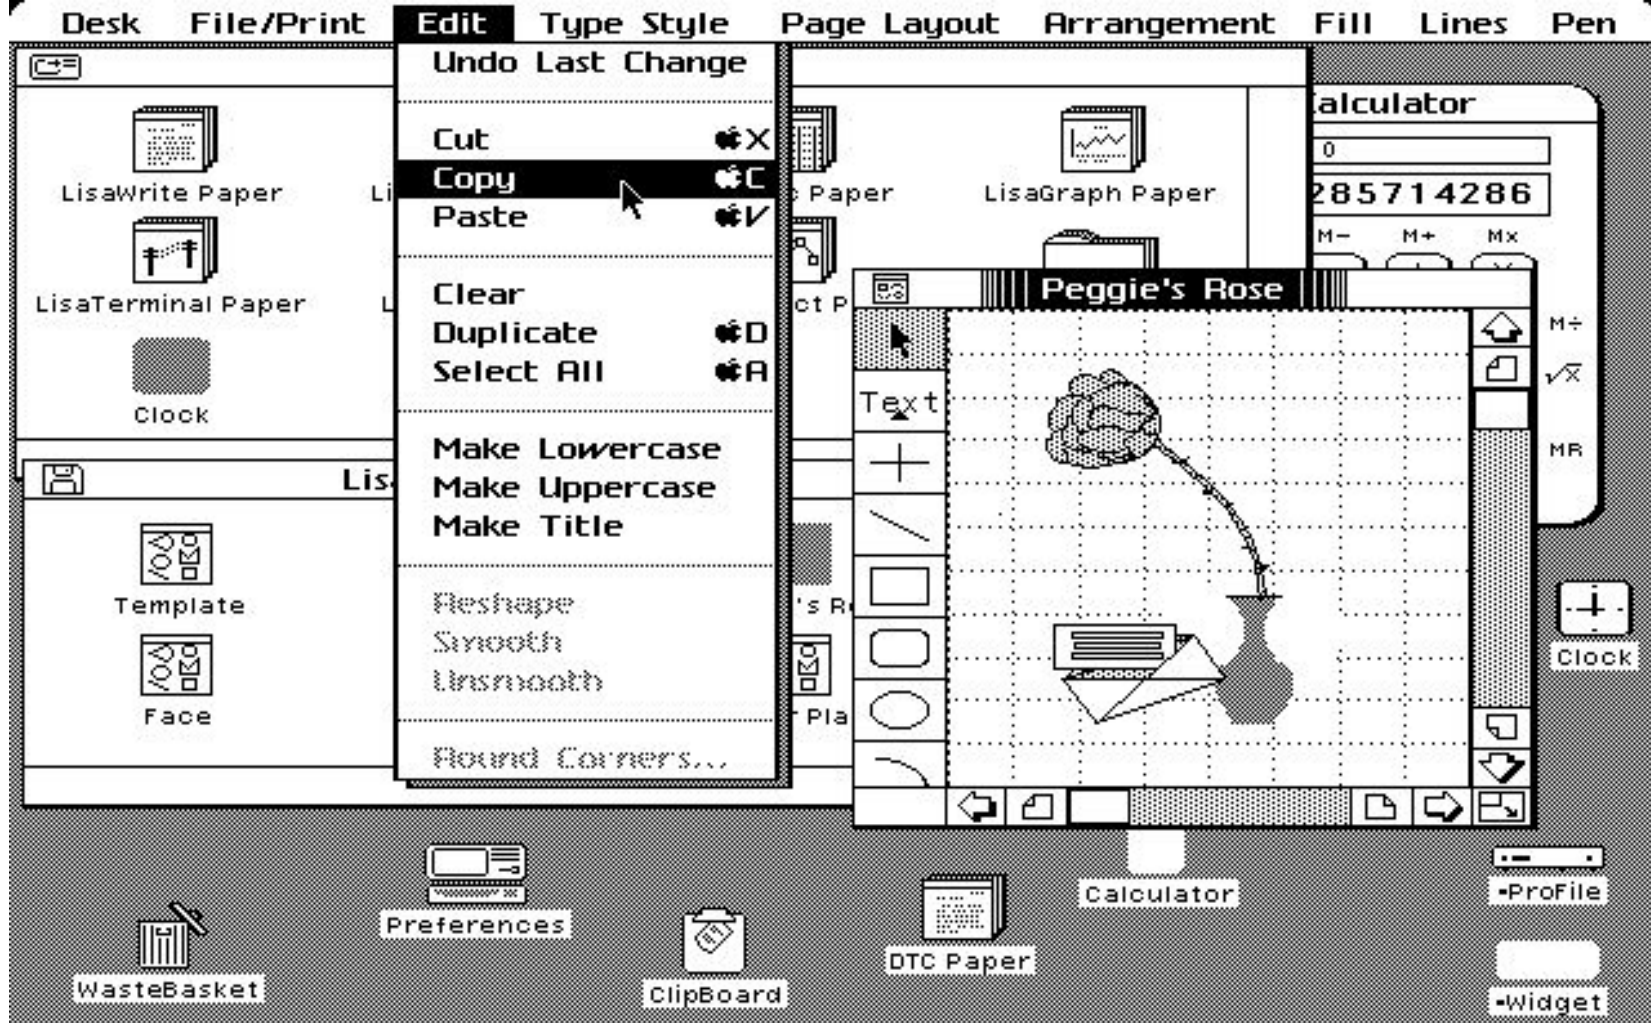 Desk File/Print Edit Type Style Page Layout Arrangement Fill Lines Pen
Undo Last Change
Cut X
Copy C
Paste V
Clear
Duplicate D
Select All A
Make Lowercase
Make Uppercase
Make Title
Reshape
Smooth
Unsmooth
Round Corners...
LisaWrite Paper
Paper
LisaGraph Paper
LisaTerminal Paper
Clock
alculator
0
285714286
M- M+ Mx
M÷
√x
MR
Peggie's Rose
Text
Lis
Template
's R
Face
Pla
Clock
Preferences
WasteBasket
ClipBoard
DTC Paper
Calculator
-ProFile
-Widget